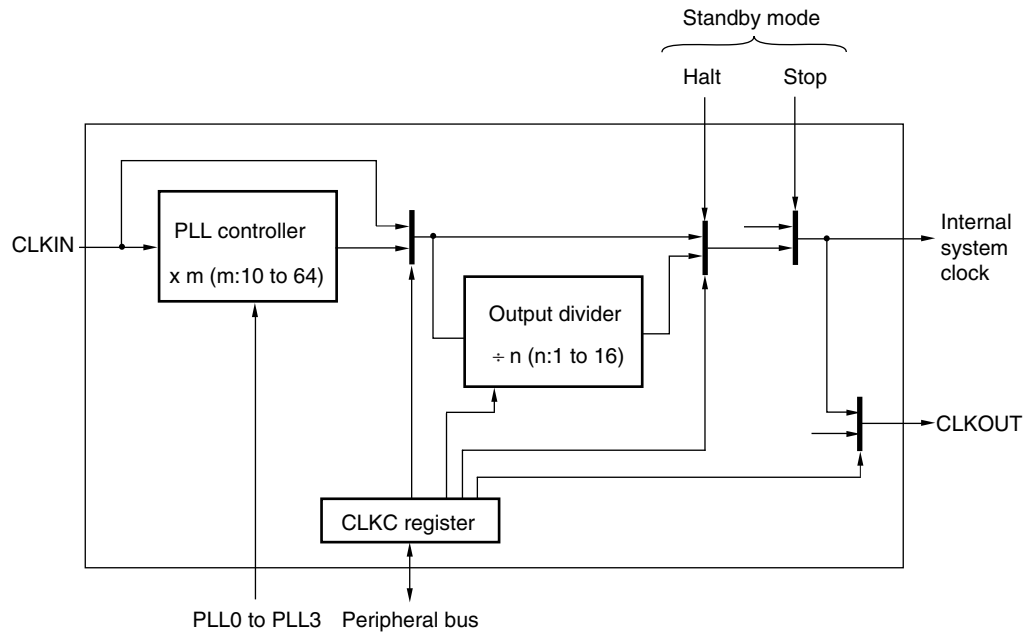 Standby mode
Halt
Stop
CLKIN
PLL controller
x m (m:10 to 64)
Internal
system
clock
Output divider
÷ n (n:1 to 16)
CLKOUT
CLKC register
PLL0 to PLL3
Peripheral bus